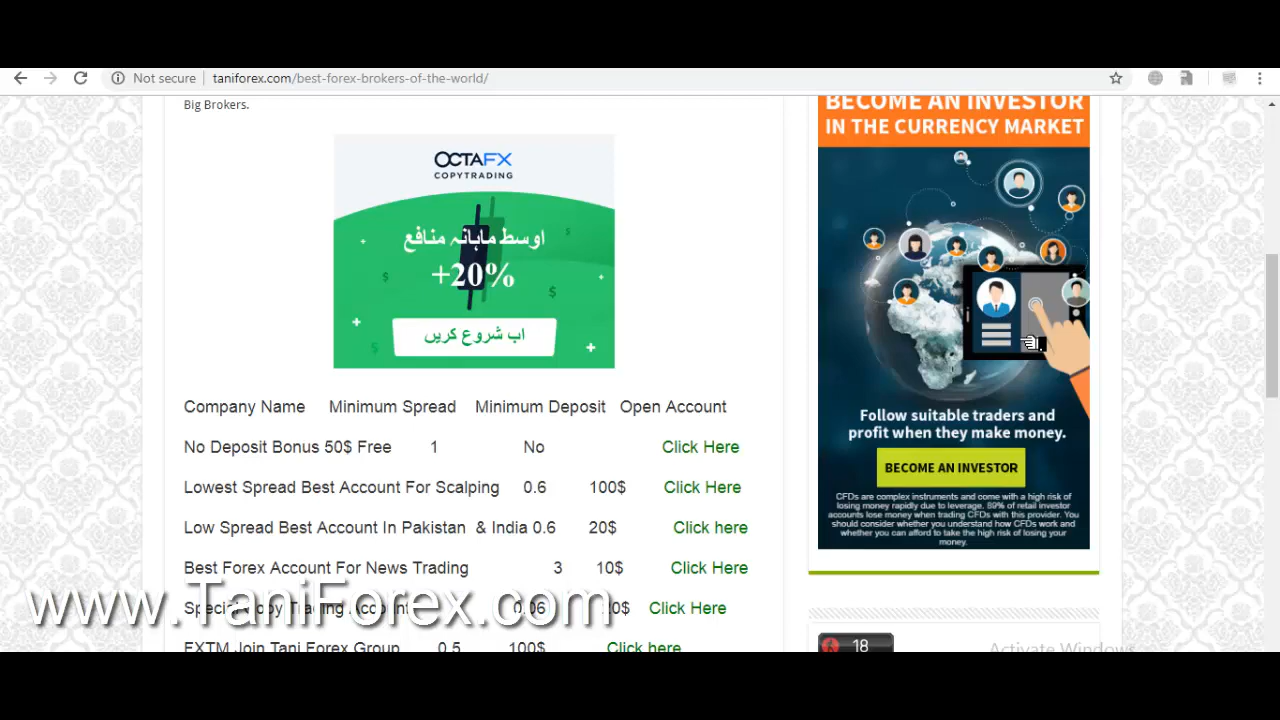 Not secure
taniforex.com/best-forex-brokers-of-the-world/
Big Brokers.
OCTAFX
COPYTRADING
اوسط ماہانہ منافع
+20%
اب شروع کریں
Company Name Minimum Spread Minimum Deposit Open Account
No Deposit Bonus 50$ Free 1 No Click Here
Lowest Spread Best Account For Scalping 0.6 100$ Click Here
Low Spread Best Account In Pakistan & India 0.6 20$ Click here
Best Forex Account For News Trading 3 10$ Click Here
Special Copy Trading Account 0.06 20$ Click Here
FXTM Join Tani Forex Group 0.5 100$ Click here
www.TaniForex.com
BECOME AN INVESTOR
IN THE CURRENCY MARKET
Follow suitable traders and
profit when they make money.
BECOME AN INVESTOR
CFDs are complex instruments and come with a high risk of
losing money rapidly due to leverage. 89% of retail investor
accounts lose money when trading CFDs with this provider. You
should consider whether you understand how CFDs work and
whether you can afford to take the high risk of losing your
money.
18
Activate Windows